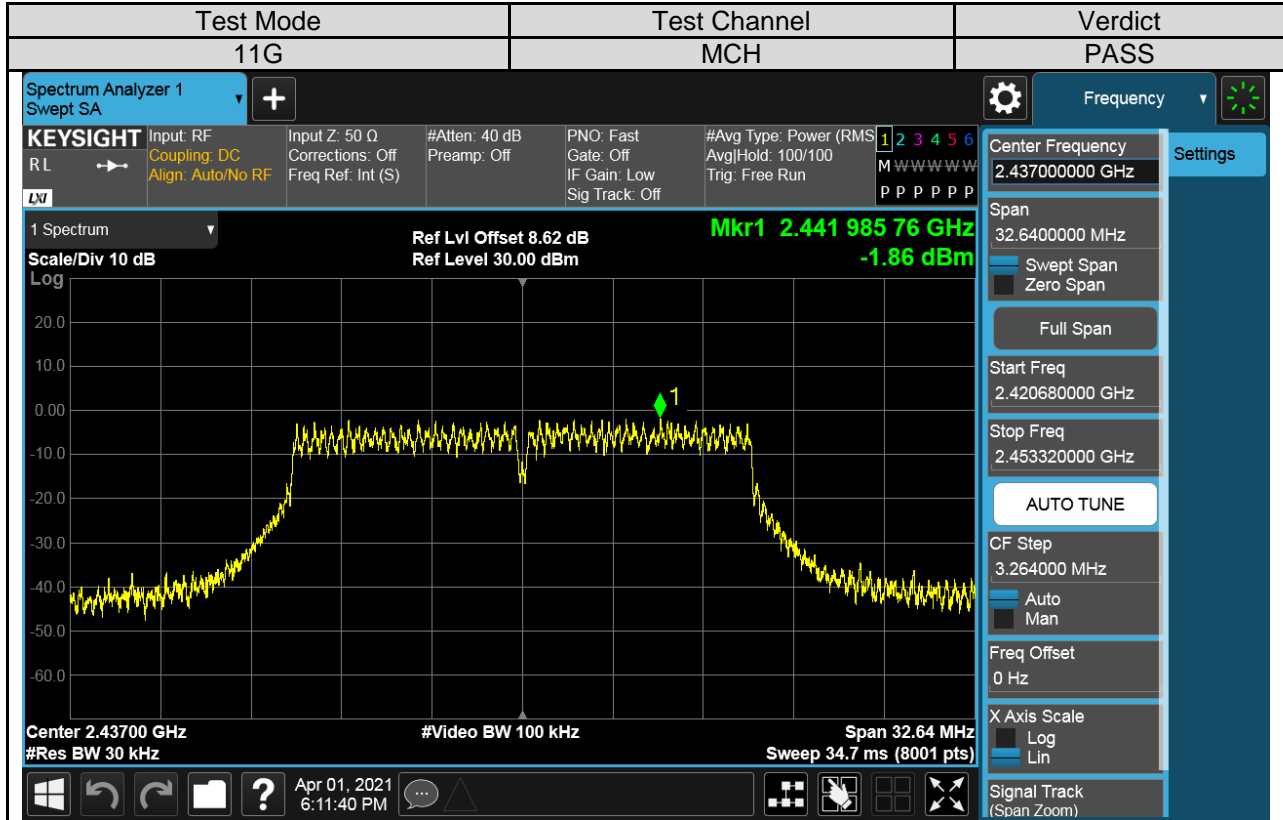 Test Mode Test Channel Verdict
11G MCH PASS
Spectrum Analyzer 1
Swept SA
+
Frequency
KEYSIGHT
RL
LXI
Input: RF
Coupling: DC
Align: Auto/No RF
Input Z: 50 Ω
Corrections: Off
Freq Ref: Int (S)
#Atten: 40 dB
Preamp: Off
PNO: Fast
Gate: Off
IF Gain: Low
Sig Track: Off
#Avg Type: Power (RMS
Avg|Hold: 100/100
Trig: Free Run
1 2 3 4 5 6
M W W W W W
P P P P P P
1 Spectrum
Scale/Div 10 dB
Ref Lvl Offset 8.62 dB
Ref Level 30.00 dBm
Mkr1 2.441 985 76 GHz
-1.86 dBm
Log
20.0
10.0
0.00
-10.0
-20.0
-30.0
-40.0
-50.0
-60.0
1
Center 2.43700 GHz
#Res BW 30 kHz
#Video BW 100 kHz
Span 32.64 MHz
Sweep 34.7 ms (8001 pts)
Center Frequency
2.437000000 GHz
Span
32.6400000 MHz
Swept Span
Zero Span
Full Span
Start Freq
2.420680000 GHz
Stop Freq
2.453320000 GHz
AUTO TUNE
CF Step
3.264000 MHz
Auto
Man
Freq Offset
0 Hz
X Axis Scale
Log
Lin
Signal Track
(Span Zoom)
Settings
?
Apr 01, 2021
6:11:40 PM